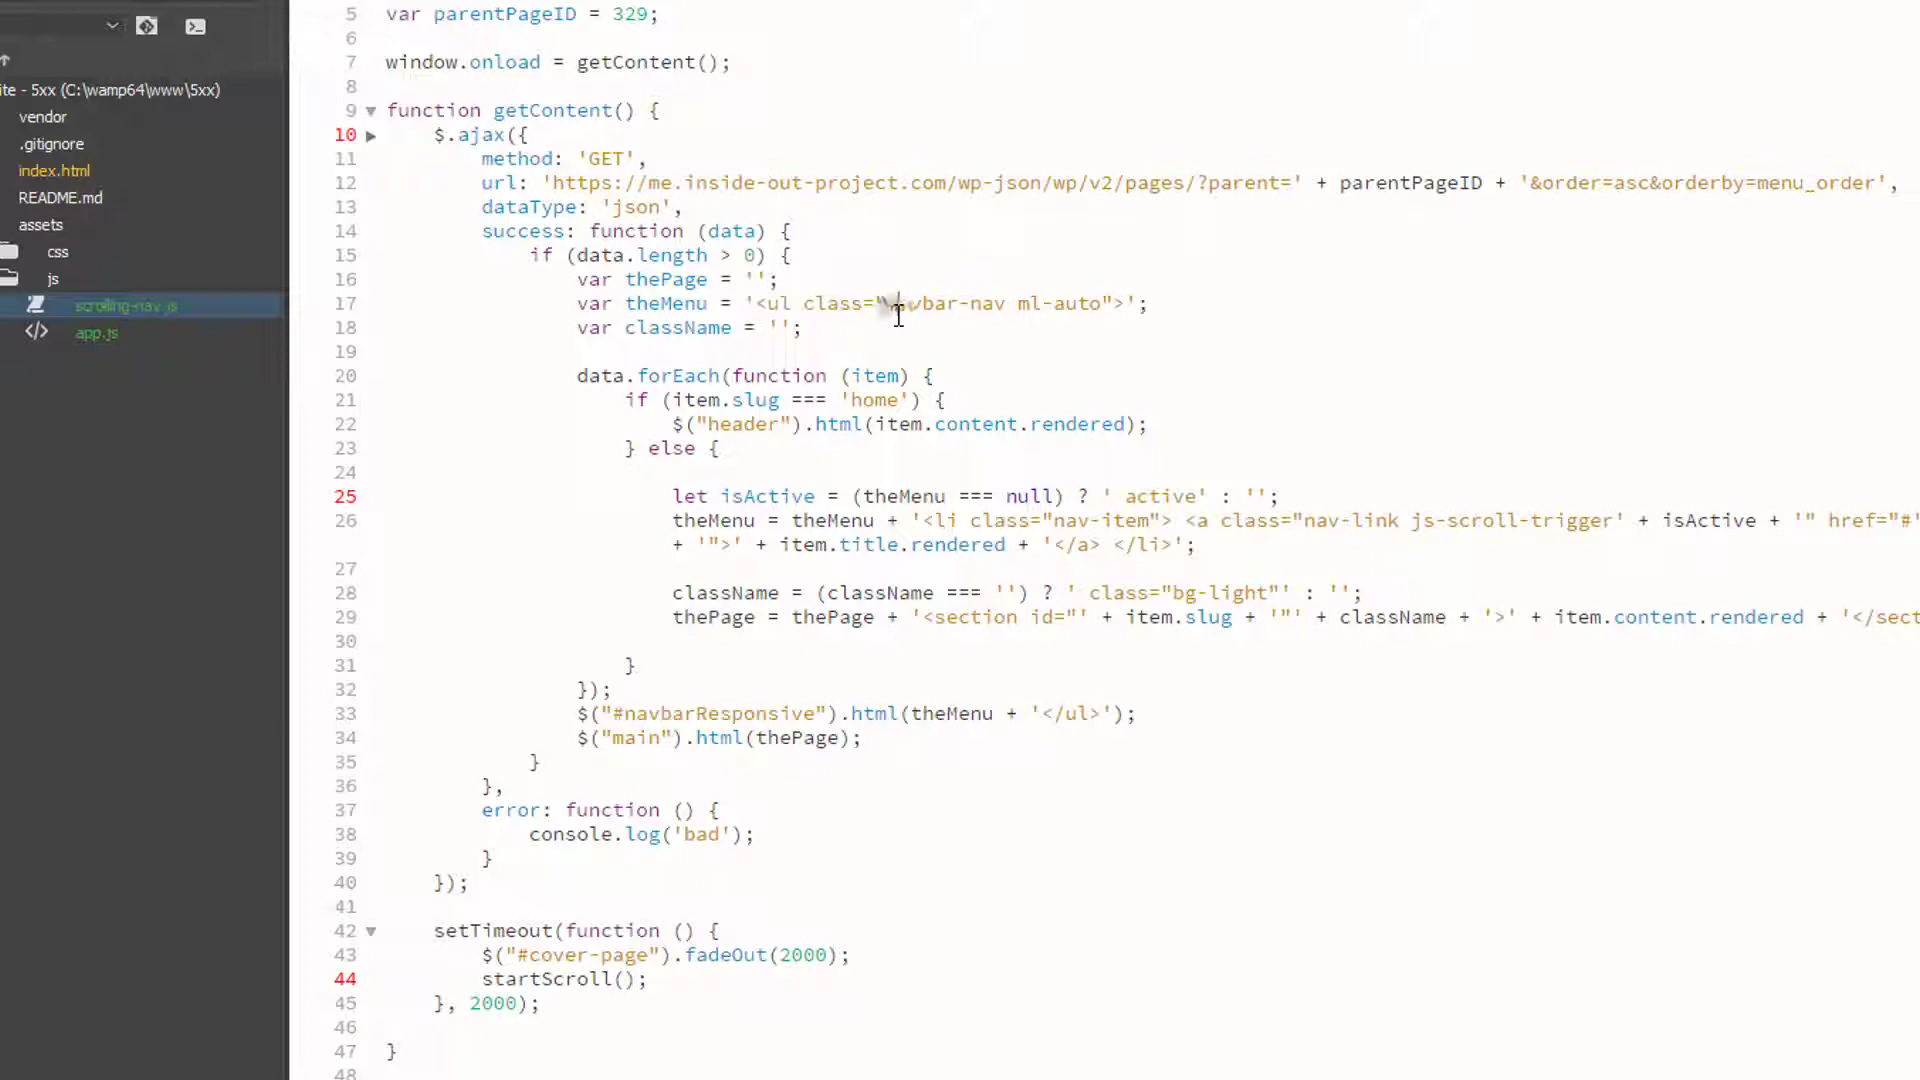 5 var parentPageID = 329;
6
7 window.onload = getContent();
8
9 function getContent() {
10 $.ajax({
11 method: 'GET',
12 url: 'https://me.inside-out-project.com/wp-json/wp/v2/pages/?parent=' + parentPageID + '&order=asc&orderby=menu_order',
13 dataType: 'json',
14 success: function (data) {
15 if (data.length > 0) {
16 var thePage = '';
17 var theMenu = '<ul class="navbar-nav ml-auto">';
18 var className = '';
19
20 data.forEach(function (item) {
21 if (item.slug === 'home') {
22 $("header").html(item.content.rendered);
23 } else {
24
25 let isActive = (theMenu === null) ? ' active' : '';
26 theMenu = theMenu + '<li class="nav-item"> <a class="nav-link js-scroll-trigger' + isActive + '" href="#'
+ '">' + item.title.rendered + '</a> </li>';
27
28 className = (className === '') ? ' class="bg-light"' : '';
29 thePage = thePage + '<section id="' + item.slug + '"' + className + '>' + item.content.rendered + '</sect
30
31 }
32 });
33 $("#navbarResponsive").html(theMenu + '</ul>');
34 $("main").html(thePage);
35 }
36 },
37 error: function () {
38 console.log('bad');
39 }
40 });
41
42 setTimeout(function () {
43 $("#cover-page").fadeOut(2000);
44 startScroll();
45 }, 2000);
46
47 }
48
ite - 5xx (C:\wamp64\www\5xx)
vendor
.gitignore
index.html
README.md
assets
css
js
scrolling-nav.js
app.js